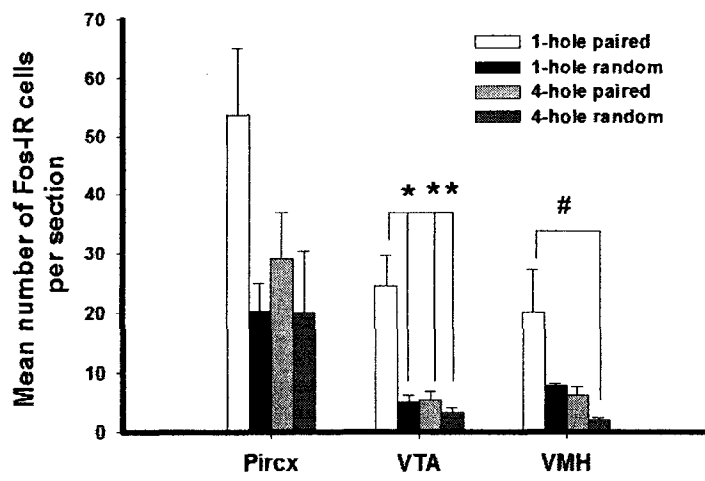 Mean number of Fos-IR cells
per section
70
60
50
40
30
20
10
0
1-hole paired
1-hole random
4-hole paired
4-hole random
* **
#
Pircx VTA VMH